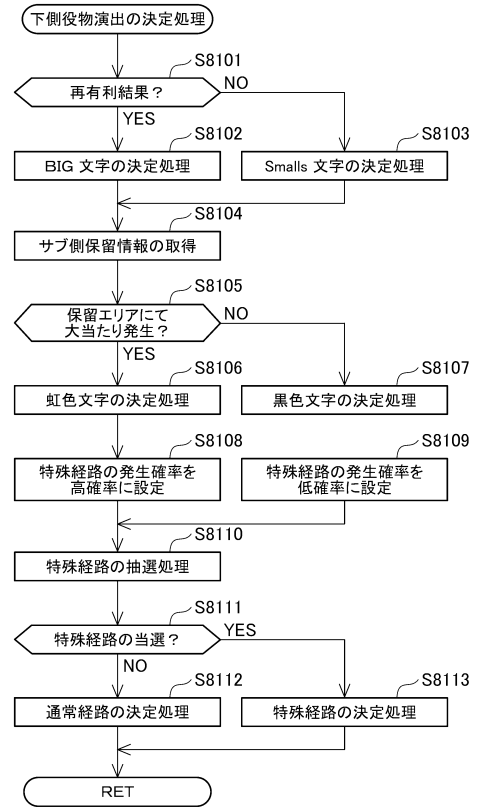 下側役物演出の決定処理
S8101
再有利結果？
NO
YES
S8102
S8103
BIG 文字の決定処理
Smalls 文字の決定処理
S8104
サブ側保留情報の取得
S8105
保留エリアにて
大当たり発生？
NO
YES
S8106
S8107
虹色文字の決定処理
黒色文字の決定処理
S8108
S8109
特殊経路の発生確率を
高確率に設定
特殊経路の発生確率を
低確率に設定
S8110
特殊経路の抽選処理
S8111
特殊経路の当選？
YES
NO
S8112
S8113
通常経路の決定処理
特殊経路の決定処理
RET